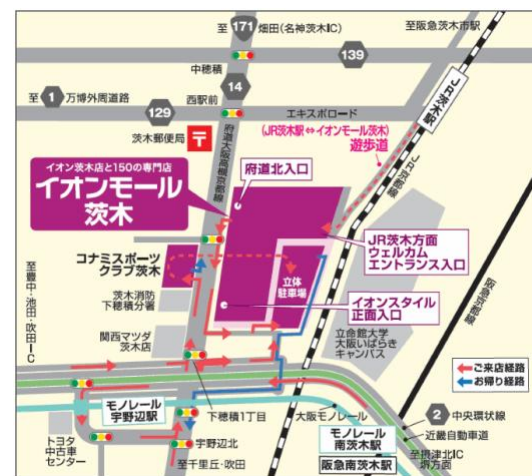 至 171 畑田(名神茨木IC)
至阪急茨木市駅
139
中穂積
14
至 1 万博外周道路
129
西駅前
エキスポロード
JR茨木駅
茨木郵便局
府道大阪高槻京都線
(JR茨木駅⇔イオンモール茨木)
遊歩道
JR京都線
イオン茨木店と150の専門店
イオンモール
茨木
府道北入口
JR茨木方面
ウェルカム
エントランス入口
コナミスポーツ
クラブ茨木
立体
駐車場
茨木消防
下穂積分署
イオンスタイル
正面入口
至豊中・池田・吹田IC
関西マツダ
茨木店
立命館大学
大阪いばらき
キャンパス
阪急京都線
ご来店経路
お帰り経路
モノレール
宇野辺駅
下穂積1丁目
大阪モノレール
2 中央環状線
モノレール
南茨木駅
近畿自動車道
トヨタ
中古車
センター
宇野辺北
至千里丘・吹田
阪急南茨木駅
至摂津北IC
堺方面